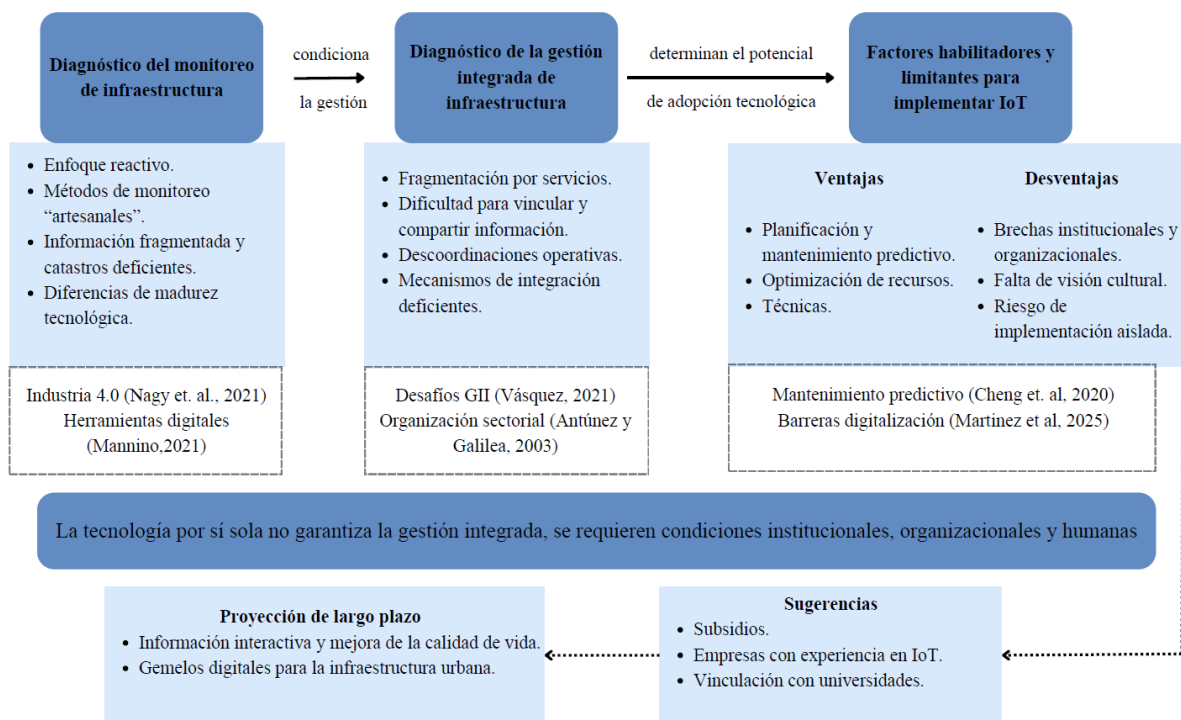 Diagnóstico del monitoreo
de infraestructura
condiciona
la gestión
Diagnóstico de la gestión
integrada de
infraestructura
determinan el potencial
de adopción tecnológica
Factores habilitadores y
limitantes para
implementar IoT
• Enfoque reactivo.
• Métodos de monitoreo
“artesanales”.
• Información fragmentada y
catastros deficientes.
• Diferencias de madurez
tecnológica.
• Fragmentación por servicios.
• Dificultad para vincular y
compartir información.
• Descoordinaciones operativas.
• Mecanismos de integración
deficientes.
Ventajas
• Planificación y
mantenimiento predictivo.
• Optimización de recursos.
• Técnicas.
Desventajas
• Brechas institucionales y
organizacionales.
• Falta de visión cultural.
• Riesgo de
implementación aislada.
Industria 4.0 (Nagy et. al., 2021)
Herramientas digitales
(Mannino,2021)
Desafíos GII (Vásquez, 2021)
Organización sectorial (Antúnez y
Galilea, 2003)
Mantenimiento predictivo (Cheng et. al, 2020)
Barreras digitalización (Martinez et al, 2025)
La tecnología por sí sola no garantiza la gestión integrada, se requieren condiciones institucionales, organizacionales y humanas
Proyección de largo plazo
• Información interactiva y mejora de la calidad de vida.
• Gemelos digitales para la infraestructura urbana.
Sugerencias
• Subsidios.
• Empresas con experiencia en IoT.
• Vinculación con universidades.